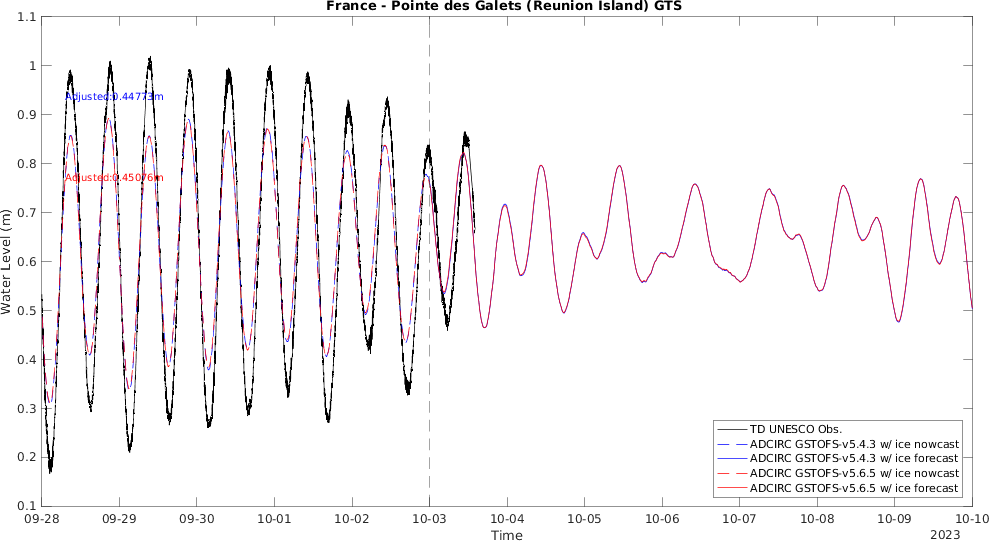 France - Pointe des Galets (Reunion Island) GTS
1.1
1
0.9
0.8
0.7
0.6
0.5
0.4
0.3
0.2
0.1
Water Level (m)
Adjusted:0.44773m
Adjusted:0.45076m
TD UNESCO Obs.
ADCIRC GSTOFS-v5.4.3 w/ ice nowcast
ADCIRC GSTOFS-v5.4.3 w/ ice forecast
ADCIRC GSTOFS-v5.6.5 w/ ice nowcast
ADCIRC GSTOFS-v5.6.5 w/ ice forecast
09-28 09-29 09-30 10-01 10-02 10-03 10-04 10-05 10-06 10-07 10-08 10-09 10-10
Time
2023